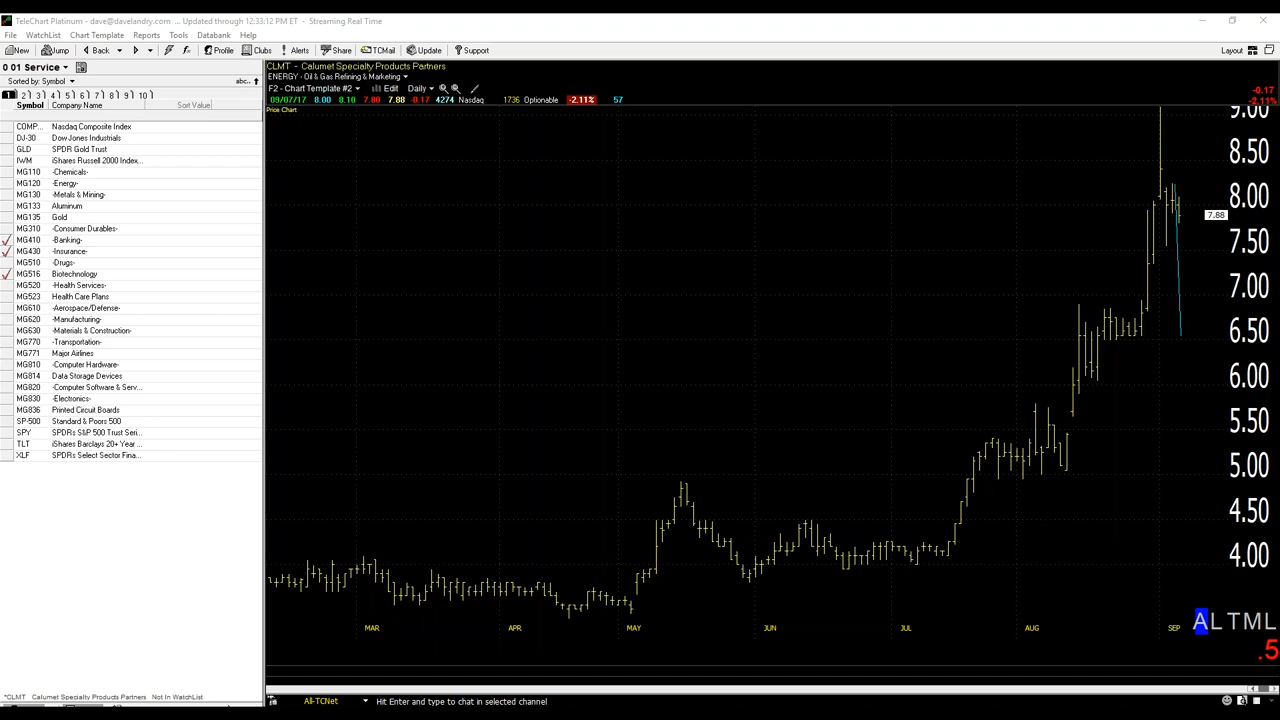 TeleChart Platinum - dave@davelandry.com ... Updated through 12:33:12 PM ET - Streaming Real Time
File WatchList Chart Template Reports Tools Databank Help
New Jump Back Profile Clubs Alerts Share TCMail Update Support Layout
0 01 Service
Sorted by: Symbol abc..
1 2 3 4 5 6 7 8 9 10
Symbol Company Name Sort Value
COMP... Nasdaq Composite Index
DJ-30 Dow Jones Industrials
GLD SPDR Gold Trust
IWM iShares Russell 2000 Index...
MG110 -Chemicals-
MG120 -Energy-
MG130 -Metals & Mining-
MG133 Aluminum
MG135 Gold
MG310 -Consumer Durables-
MG410 -Banking-
MG430 -Insurance-
MG510 -Drugs-
MG516 Biotechnology
MG520 -Health Services-
MG523 Health Care Plans
MG610 -Aerospace/Defense-
MG620 -Manufacturing-
MG630 -Materials & Construction-
MG770 -Transportation-
MG771 Major Airlines
MG810 -Computer Hardware-
MG814 Data Storage Devices
MG820 -Computer Software & Serv...
MG830 -Electronics-
MG836 Printed Circuit Boards
SP-500 Standard & Poors 500
SPY SPDRs S&P 500 Trust Seri...
TLT iShares Barclays 20+ Year ...
XLF SPDRs Select Sector Fina...
*CLMT Calumet Specialty Products Partners Not In WatchList
CLMT - Calumet Specialty Products Partners
ENERGY - Oil & Gas Refining & Marketing
F2 - Chart Template #2 Edit Daily
09/07/17 8.00 8.10 7.80 7.88 -0.17 4274 Nasdaq 1736 Optionable -2.11% 57
Price Chart
-0.17
-2.11%
9.00
8.50
8.00
7.88
7.50
7.00
6.50
6.00
5.50
5.00
4.50
4.00
MAR APR MAY JUN JUL AUG SEP
ALTML
.5
All-TCNet Hit Enter and type to chat in selected channel